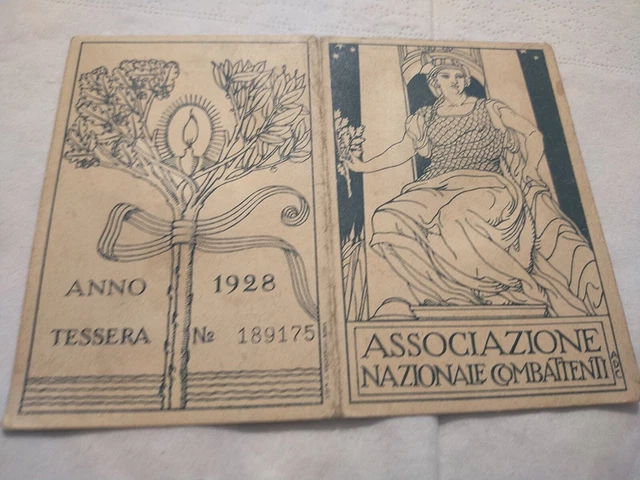 ANNO 1928
TESSERA No 189175
ASSOCIAZIONE
NAZIONALE COMBATTENTI